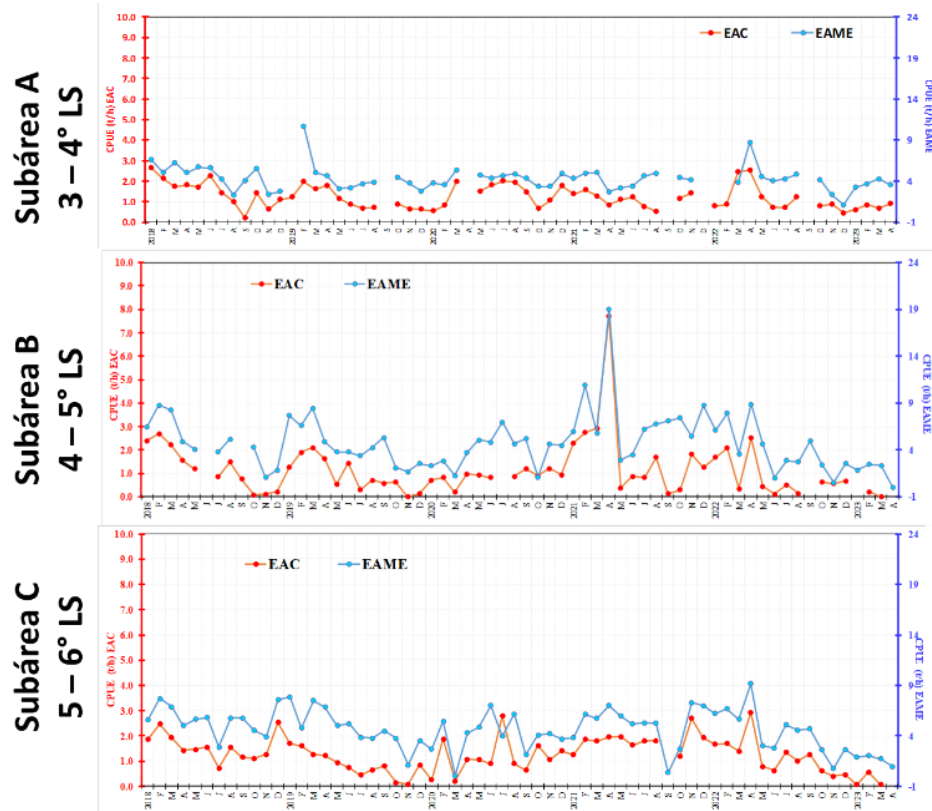 Subárea A
3 – 4° LS
CPUE (t/h) EAC
10.0
9.0
8.0
7.0
6.0
5.0
4.0
3.0
2.0
1.0
0.0
EAC EAME
24
19
14
9
4
-1
CPUE (t/h) EAME
2018 F M A M J J A S O N D 2019 F M A M J J A S O N D 2020 F M A M J J A S O N D 2021 F M A M J J A S O N D 2022 F M A M J J A S O N D 2023 F M A
Subárea B
4 – 5° LS
CPUE (t/h) EAC
10.0
9.0
8.0
7.0
6.0
5.0
4.0
3.0
2.0
1.0
0.0
EAC EAME
24
19
14
9
4
-1
CPUE (t/h) EAME
2018 F M A M J J A S O N D 2019 F M A M J J A S O N D 2020 F M A M J J A S O N D 2021 F M A M J J A S O N D 2022 F M A M J J A S O N D 2023 F M A
Subárea C
5 – 6° LS
CPUE (t/h) EAC
10.0
9.0
8.0
7.0
6.0
5.0
4.0
3.0
2.0
1.0
0.0
EAC EAME
24
19
14
9
4
-1
CPUE (t/h) EAME
2018 F M A M J J A S O N D 2019 F M A M J J A S O N D 2020 F M A M J J A S O N D 2021 F M A M J J A S O N D 2022 F M A M J J A S O N D 2023 F M A